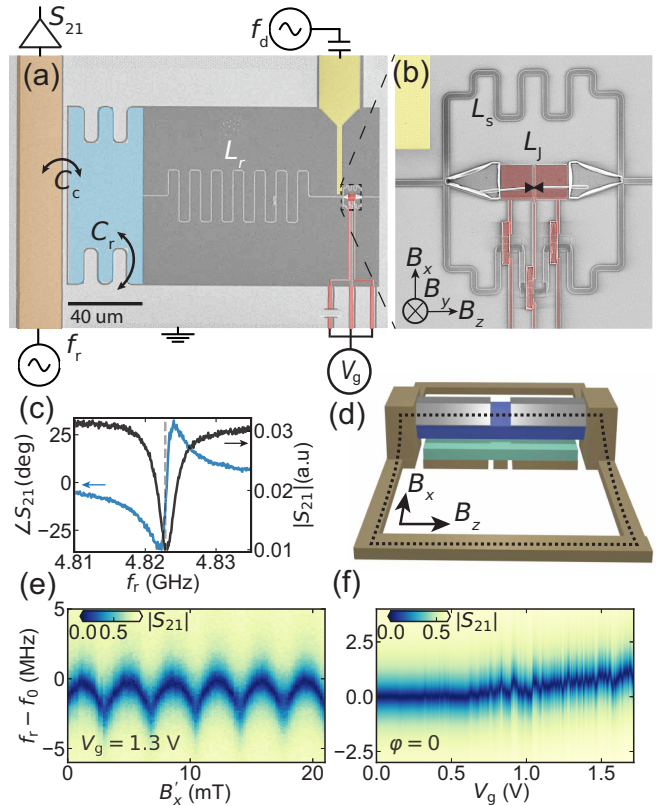 S21
(a)
fd
(b)
Ls
Lr
LJ
Cc
Cr
Bx
By
Bz
40 um
fr
Vg
(c)
(d)
25
0
−25
∠S21(deg)
0.03
0.02
0.01
|S21|(a.u)
4.81 4.82 4.83
fr (GHz)
Bx
Bz
(e)
(f)
0.0 0.5 |S21|
0.0 0.5 |S21|
5
0
−5
fr − f0 (MHz)
Vg = 1.3 V
0 10 20
B′x (mT)
2.5
0.0
−2.5
φ=0
0.0 0.5 1.0 1.5
Vg (V)